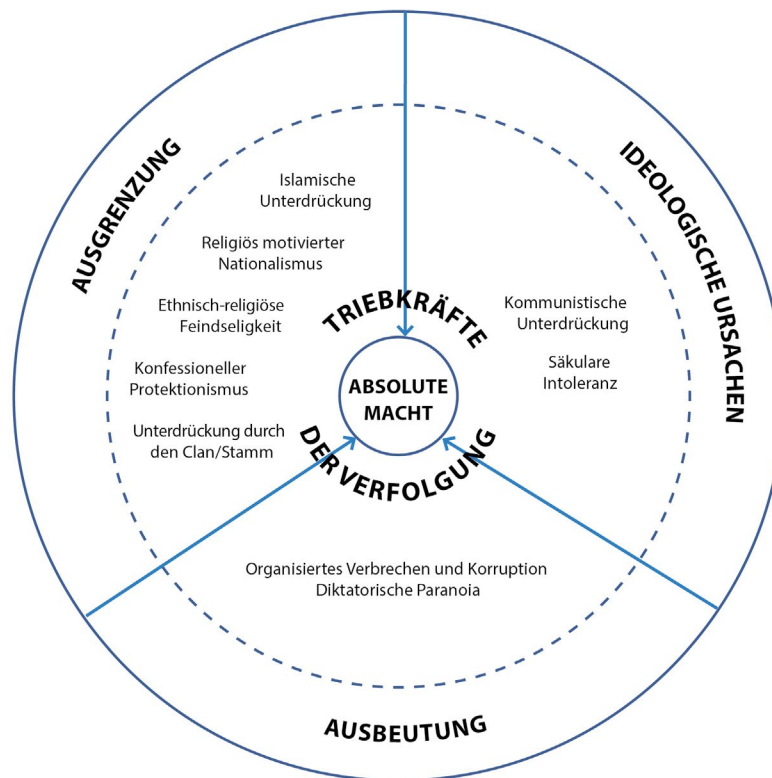 AUSGRENZUNG
IDEOLOGISCHE URSACHEN
Islamische
Unterdrückung
Religiös motivierter
Nationalismus
Ethnisch-religiöse
Feindseligkeit
Konfessioneller
Protektionismus
Unterdrückung durch
den Clan/Stamm
Kommunistische
Unterdrückung
Säkulare
Intoleranz
TRIEBKRÄFTE
ABSOLUTE
MACHT
DER VERFOLGUNG
Organisiertes Verbrechen und Korruption
Diktatorische Paranoia
AUSBEUTUNG